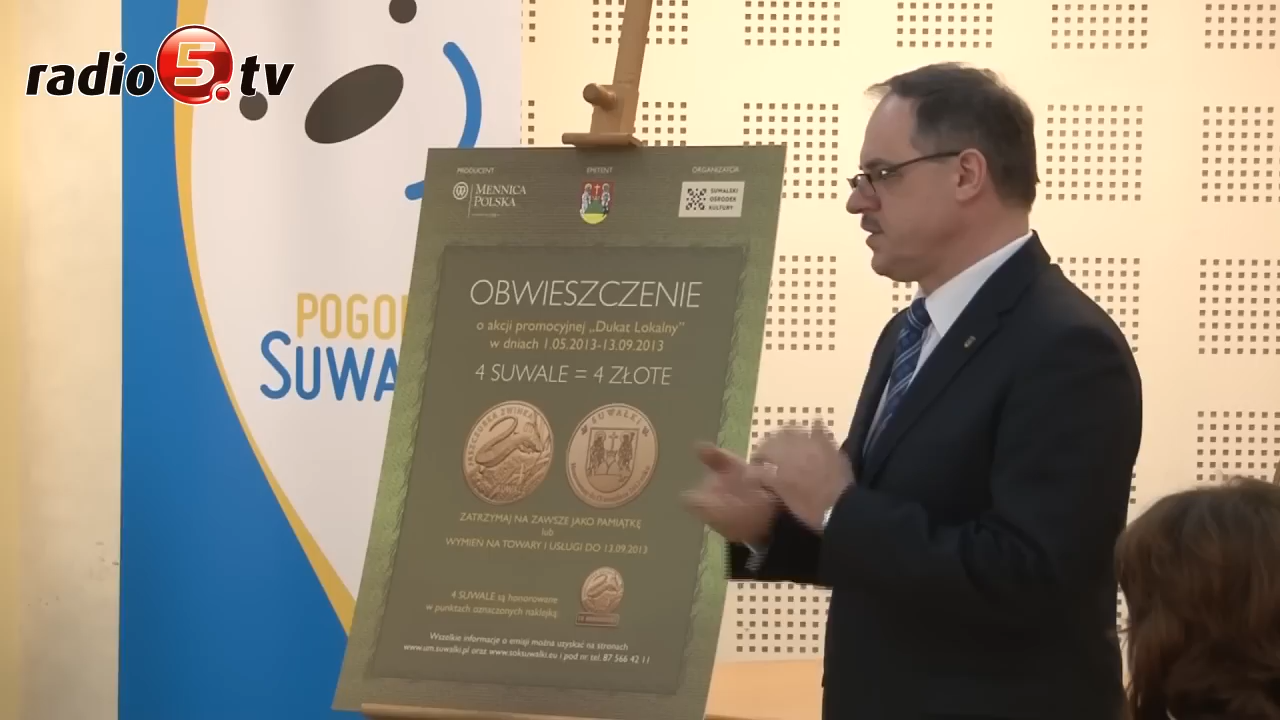 radio 5.tv
PRODUCENT
EMITENT
ORGANIZATOR
MENNICA
POLSKA
SUWALSKI
OŚRODEK
KULTURY
OBWIESZCZENIE
o akcji promocyjnej „Dukat Lokalny”
w dniach 1.05.2013-13.09.2013
4 SUWALE = 4 ZŁOTE
POGO
SUWA
SUWAŁKI
ZATRZYMAJ NA ZAWSZE JAKO PAMIĄTKĘ
lub
WYMIEŃ NA TOWARY I USŁUGI DO 13.09.2013
4 SUWALE są honorowane
w punktach oznaczonych naklejką:
Wszelkie informacje o emisji można uzyskać na stronach
www.um.suwalki.pl oraz www.soksuwalki.eu i pod nr tel. 87 566 42 11